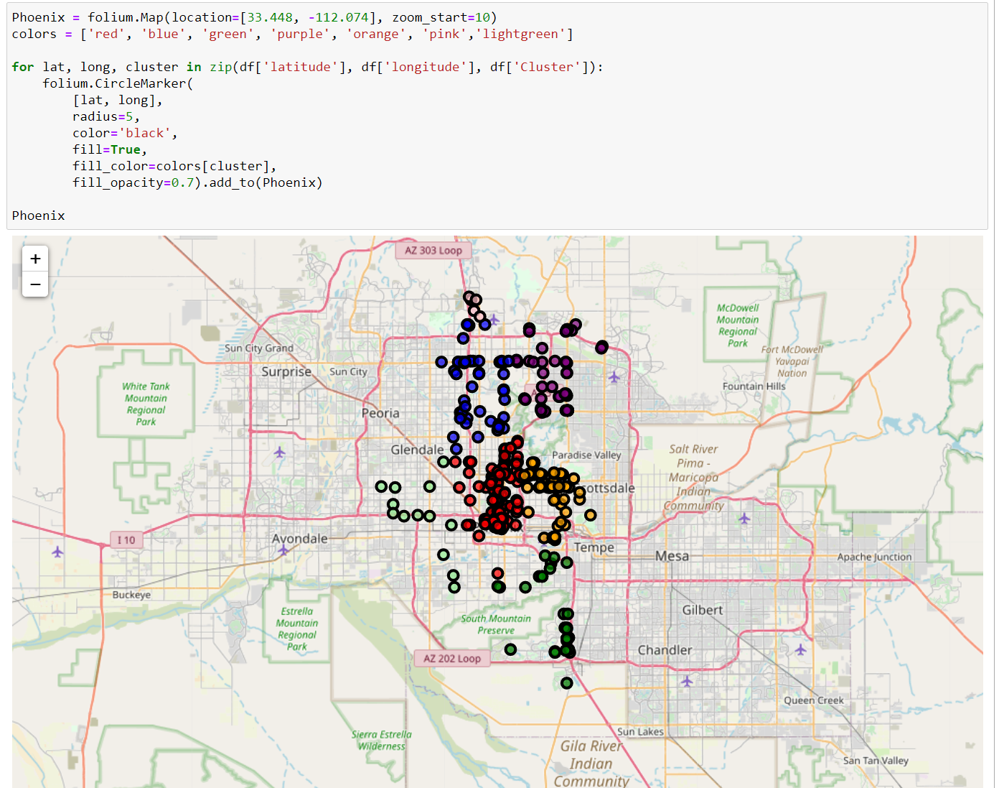 Phoenix = folium.Map(location=[33.448, -112.074], zoom_start=10)
colors = ['red', 'blue', 'green', 'purple', 'orange', 'pink','lightgreen']
for lat, long, cluster in zip(df['latitude'], df['longitude'], df['Cluster']):
    folium.CircleMarker(
        [lat, long],
        radius=5,
        color='black',
        fill=True,
        fill_color=colors[cluster],
        fill_opacity=0.7).add_to(Phoenix)
Phoenix
+
−
AZ 303 Loop
McDowell
Mountain
Regional
Park
Sun City Grand
Fort McDowell
Yavapai
Nation
Surprise
Sun City
White Tank
Mountain
Regional
Park
Fountain Hills
Peoria
Glendale
Paradise Valley
Salt River
Pima -
Maricopa
Indian
Community
cottsdale
I 10
Avondale
Tempe
Mesa
Apache Junction
Buckeye
Estrella
Mountain
Regional
Park
South Mountain
Preserve
Gilbert
Chandler
AZ 202 Loop
Queen Creek
Sierra Estrella
Wilderness
Sun Lakes
Gila River
Indian
Community
San Tan Valley